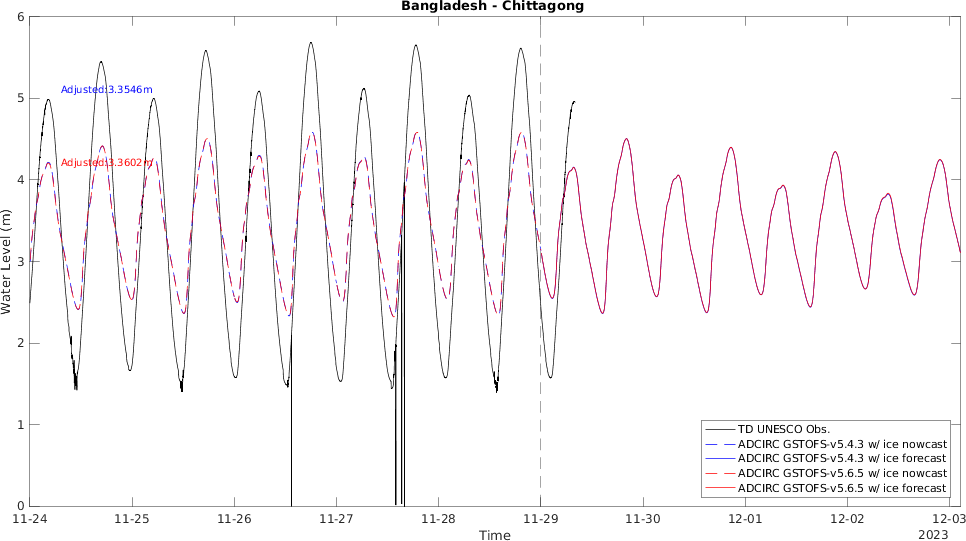 Bangladesh - Chittagong
6
5
4
3
2
1
0
Water Level (m)
Adjusted:3.3546m
Adjusted:3.3602m
TD UNESCO Obs.
ADCIRC GSTOFS-v5.4.3 w/ ice nowcast
ADCIRC GSTOFS-v5.4.3 w/ ice forecast
ADCIRC GSTOFS-v5.6.5 w/ ice nowcast
ADCIRC GSTOFS-v5.6.5 w/ ice forecast
11-24 11-25 11-26 11-27 11-28 11-29 11-30 12-01 12-02 12-03
Time
2023